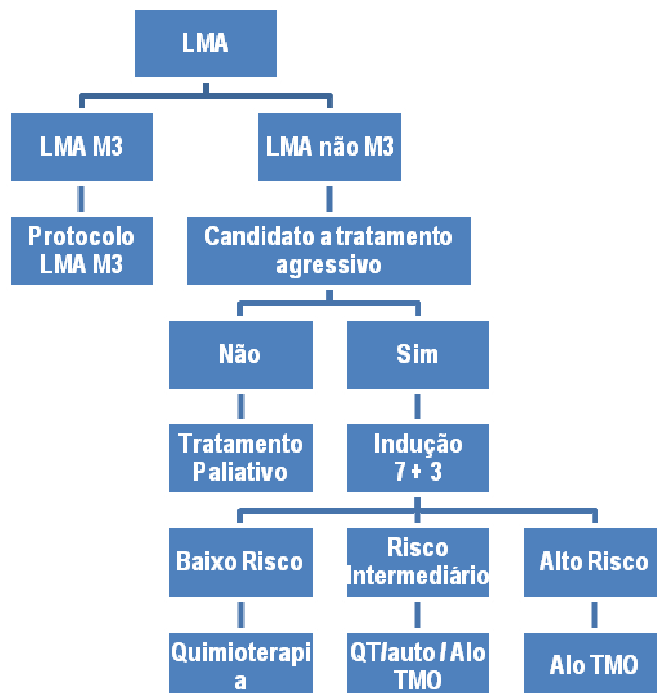 LMA
LMA M3
LMA não M3
Protocolo
LMA M3
Candidato a tratamento
agressivo
Não
Sim
Tratamento
Paliativo
Indução
7 + 3
Baixo Risco
Risco
Intermediário
Alto Risco
Quimioterapi
a
QT/auto / Alo
TMO
Alo TMO